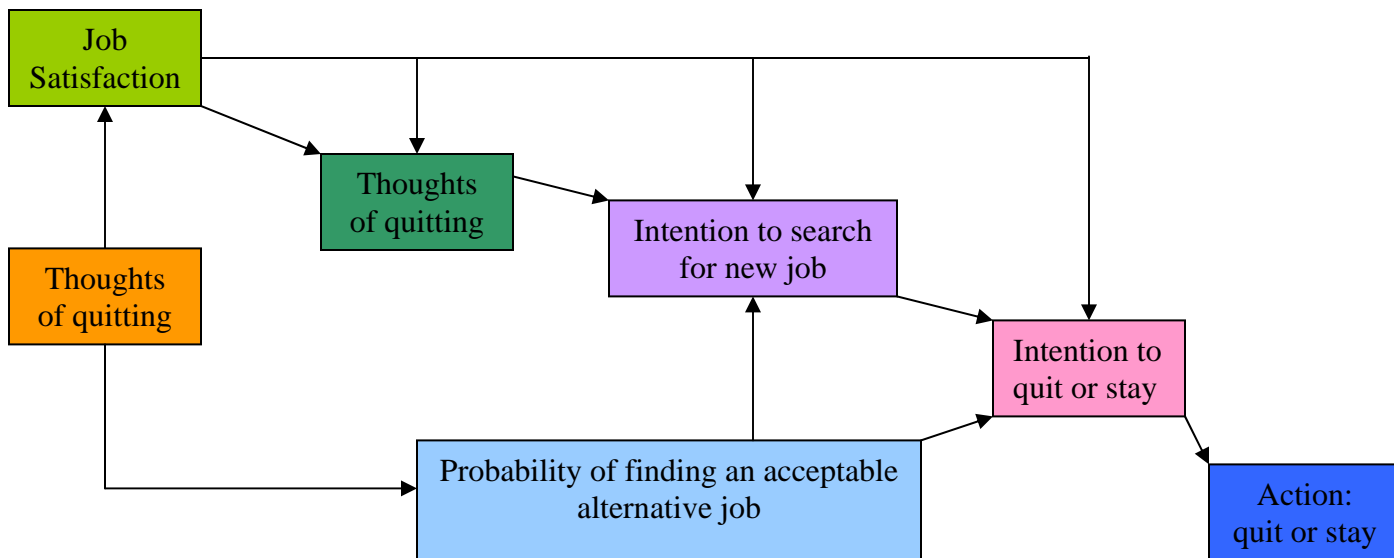 Job
Satisfaction
Thoughts
of quitting
Intention to search
for new job
Thoughts
of quitting
Intention to
quit or stay
Probability of finding an acceptable
alternative job
Action:
quit or stay